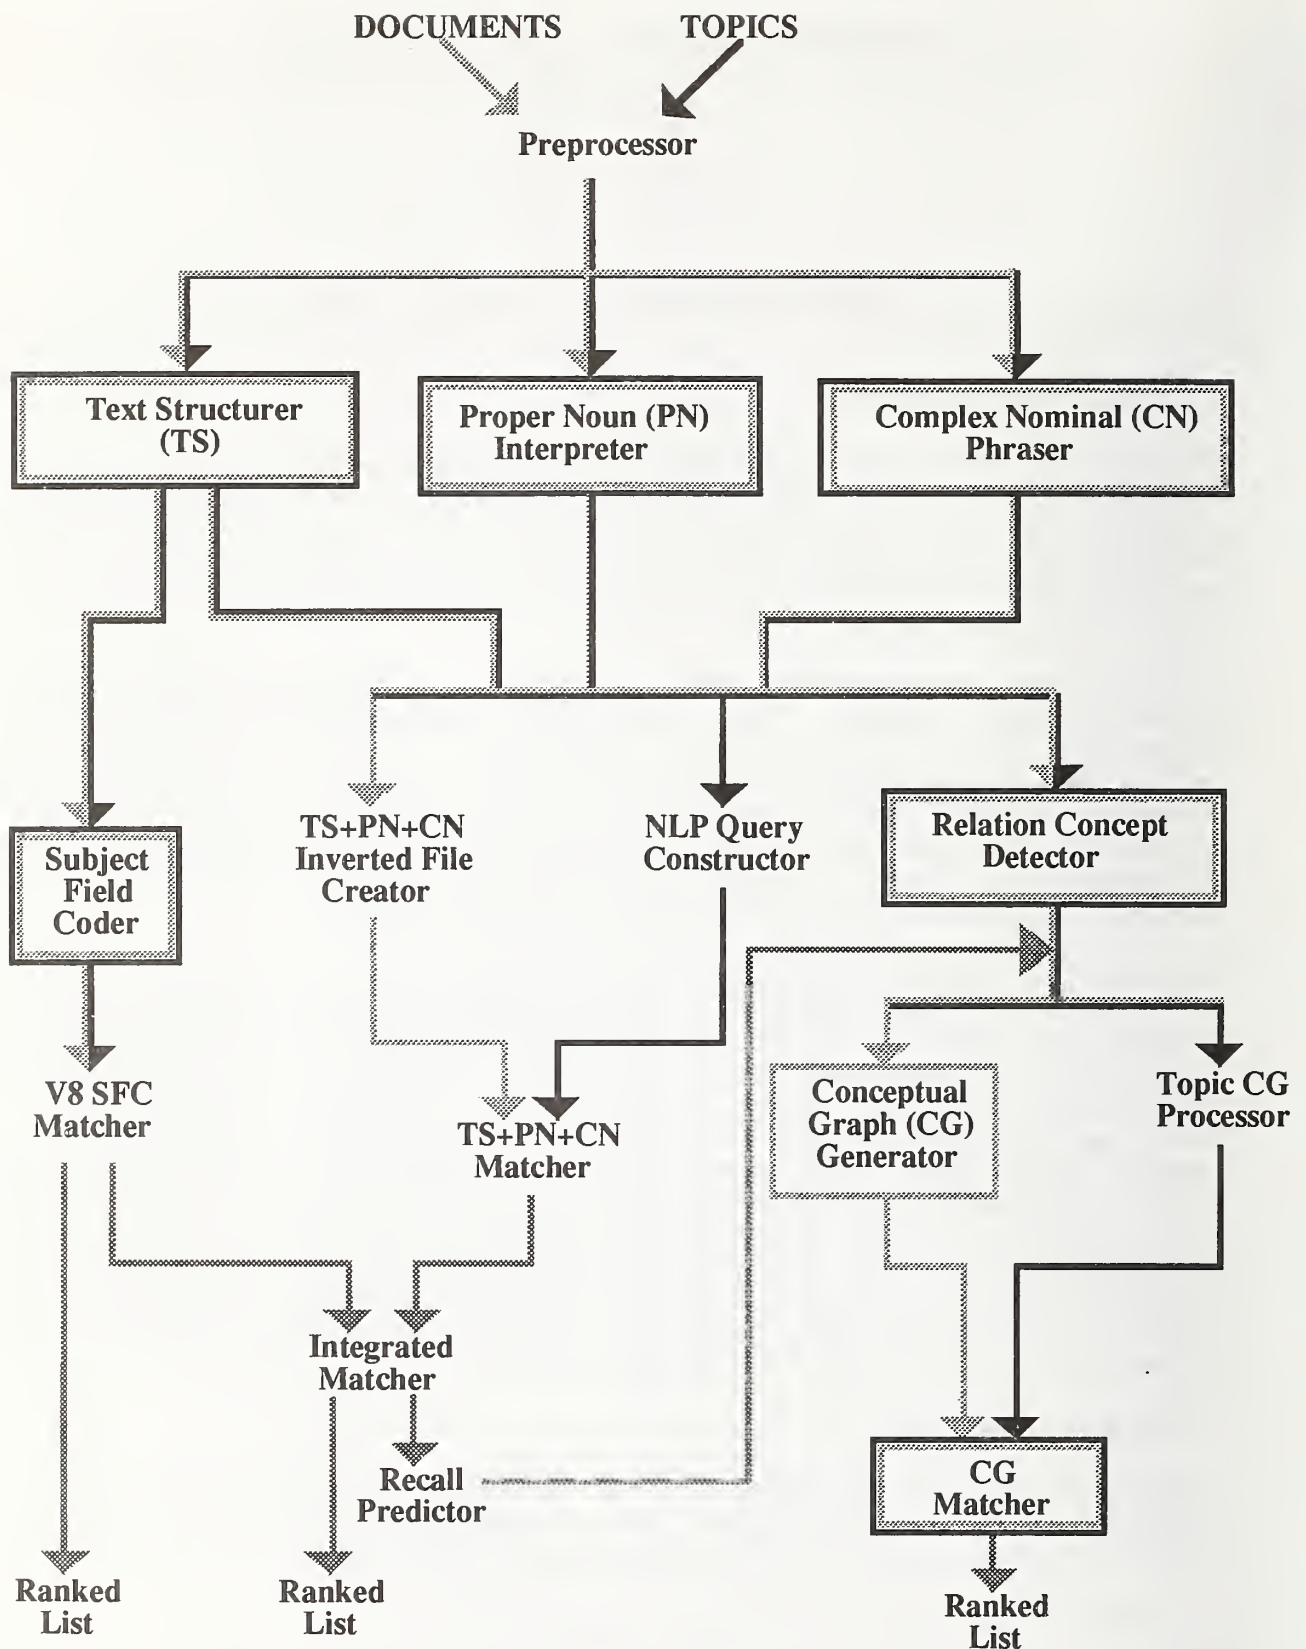 DOCUMENTS
TOPICS
Preprocessor
Text Structurer
(TS)
Proper Noun (PN)
Interpreter
Complex Nominal (CN)
Phraser
TS+PN+CN
Inverted File
Creator
NLP Query
Constructor
Relation Concept
Detector
Subject
Field
Coder
V8 SFC
Matcher
TS+PN+CN
Matcher
Conceptual
Graph (CG)
Generator
Topic CG
Processor
Integrated
Matcher
Recall
Predictor
CG
Matcher
Ranked
List
Ranked
List
Ranked
List